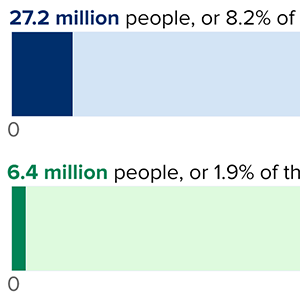 27.2 million people, or 8.2% of
0
6.4 million people, or 1.9% of th
0